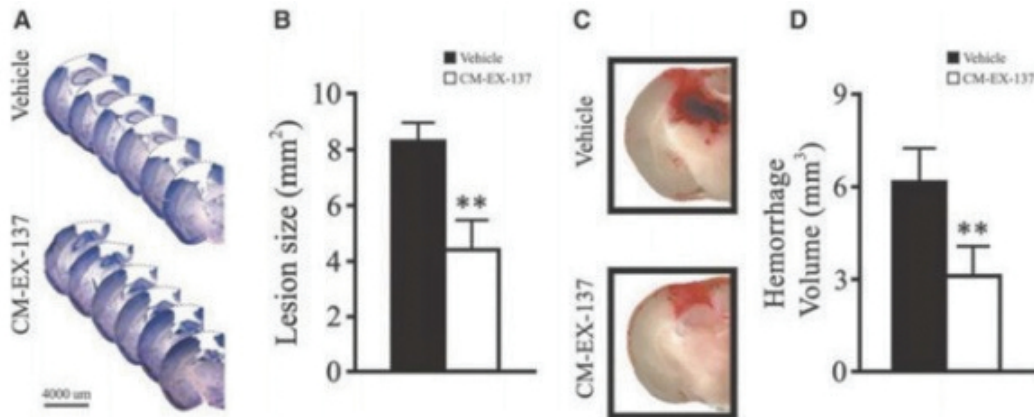 A
Vehicle
CM-EX-137
4000 um
B
Vehicle
CM-EX-137
Lesion size (mm²)
10
8
6
4
2
0
**
C
Vehicle
CM-EX-137
D
Vehicle
CM-EX-137
Hemorrhage
Volume (mm³)
9
6
3
0
**